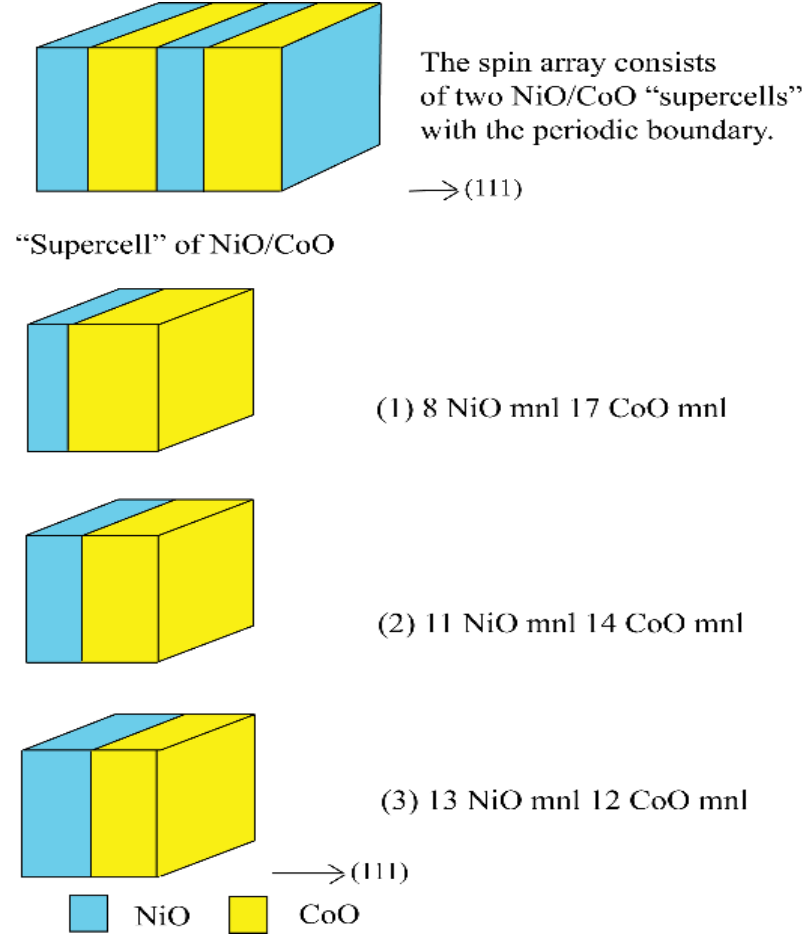 The spin array consists
of two NiO/CoO “supercells”
with the periodic boundary.
(111)
“Supercell” of NiO/CoO
(1) 8 NiO mnl 17 CoO mnl
(2) 11 NiO mnl 14 CoO mnl
(3) 13 NiO mnl 12 CoO mnl
(111)
NiO CoO